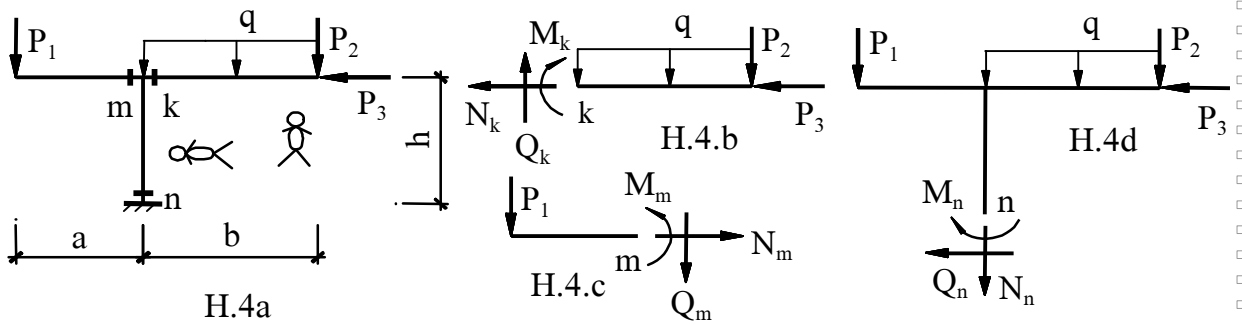 P1
q
P2
P3
m
k
n
h
a
b
H.4a
Mk
q
P2
Nk
k
Qk
P3
H.4.b
P1
Mm
m
Nm
Qm
H.4.c
P1
q
P2
P3
H.4d
Mn
n
Qn
Nn